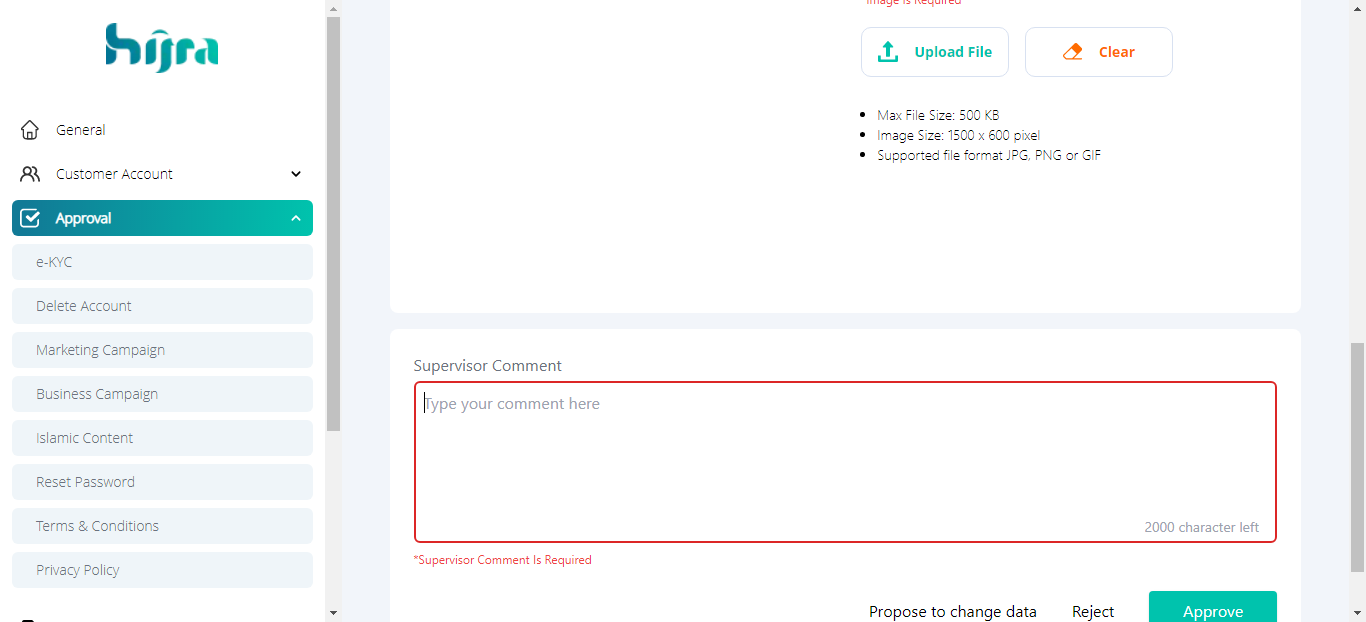 hijra
General
Customer Account
Approval
e-KYC
Delete Account
Marketing Campaign
Business Campaign
Islamic Content
Reset Password
Terms & Conditions
Privacy Policy
Image Is Required
Upload File
Clear
Max File Size: 500 KB
Image Size: 1500 x 600 pixel
Supported file format JPG, PNG or GIF
Supervisor Comment
Type your comment here
2000 character left
*Supervisor Comment Is Required
Propose to change data
Reject
Approve